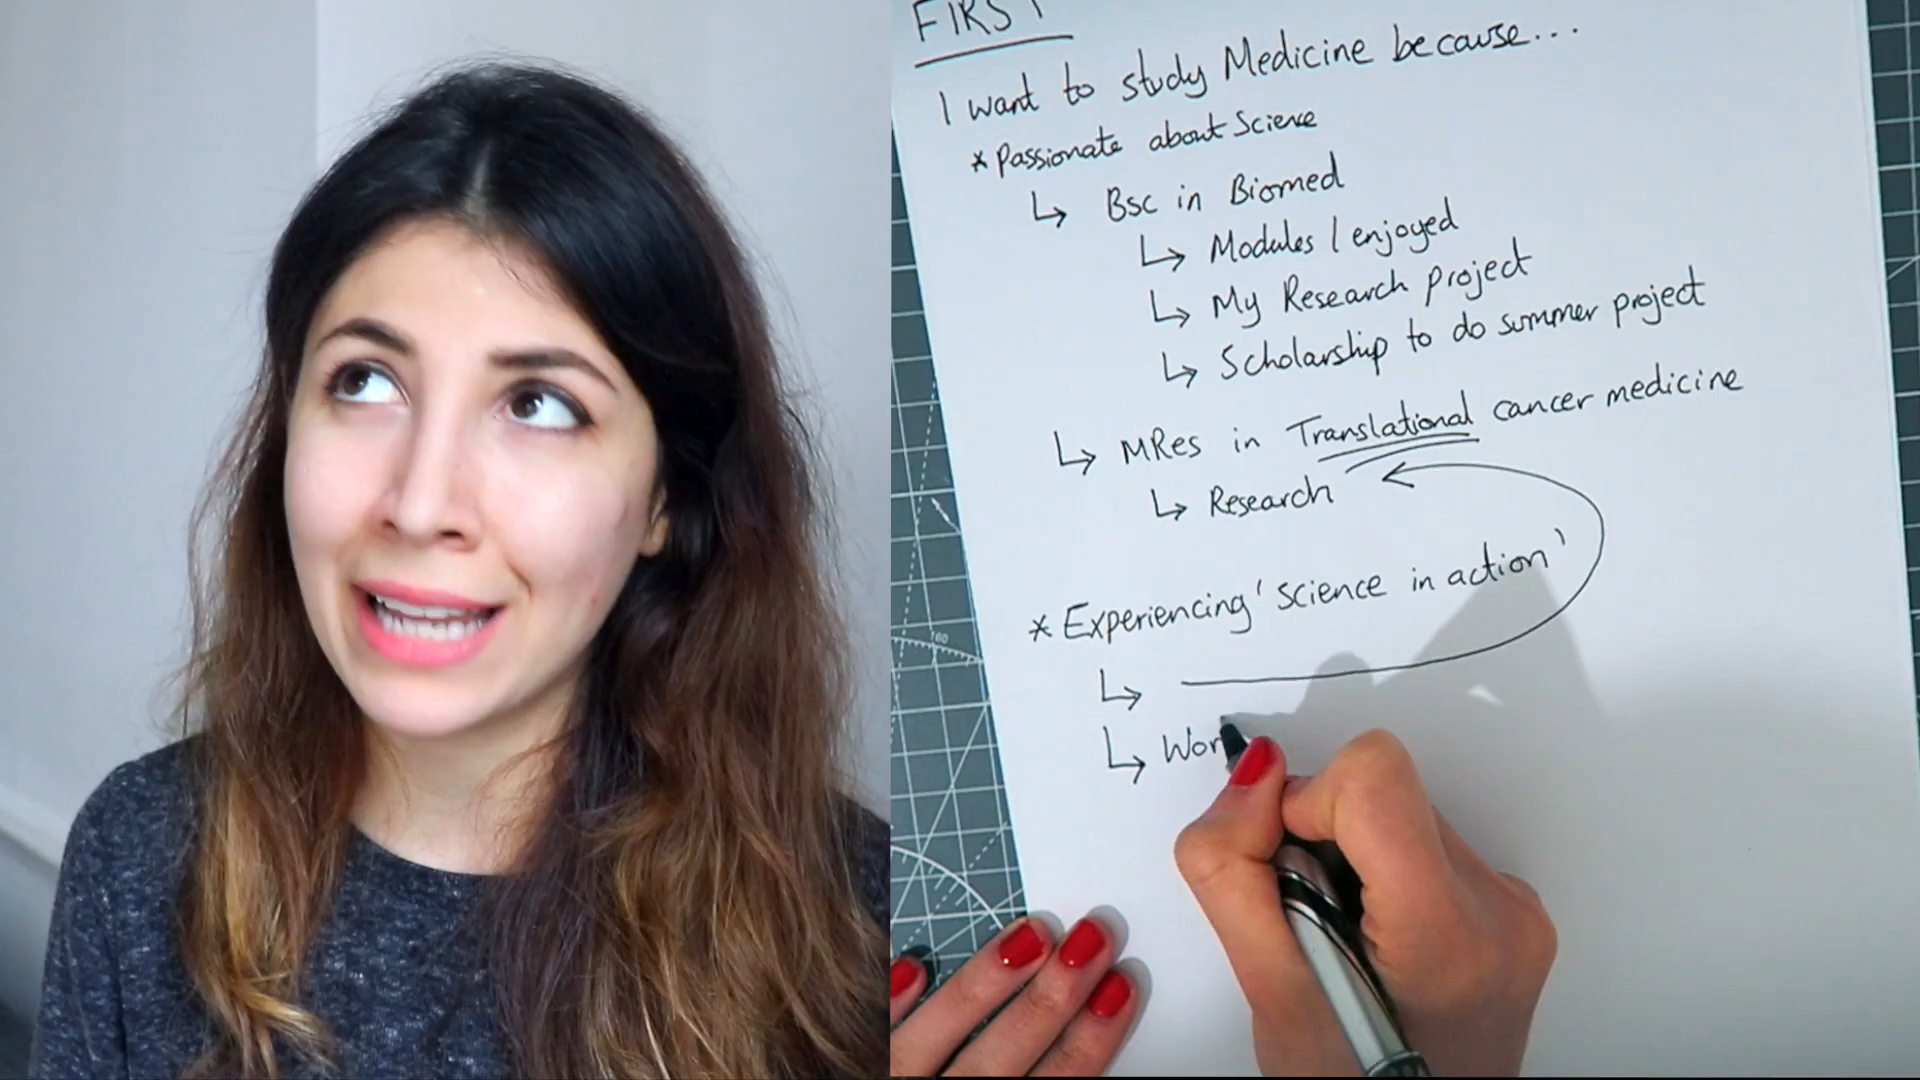 FIRST
I want to study Medicine because...
* Passionate about Science
↳ Bsc in Biomed
↳ Modules I enjoyed
↳ My Research project
↳ Scholarship to do summer project
↳ MRes in Translational cancer medicine
↳ Research
* Experiencing 'science in action'
↳
↳ Wor
160